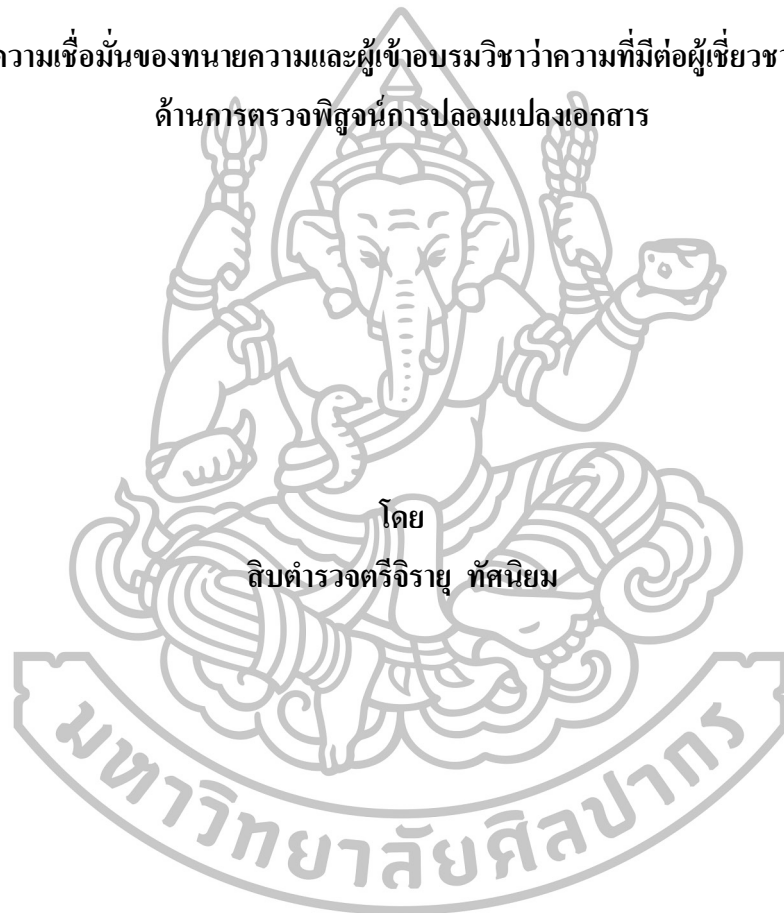 ความเชื่อมั่นของทนายความและผู้เข้าอบรมวิชาว่าความที่มีต่อผู้เชี่ยวชา
ด้านการตรวจพิสูจน์การปลอมแปลงเอกสาร
โดย
สิบตำรวจตรีจิรายุ ทัศนิยม
มหาวิทยาลัยศิลปากร